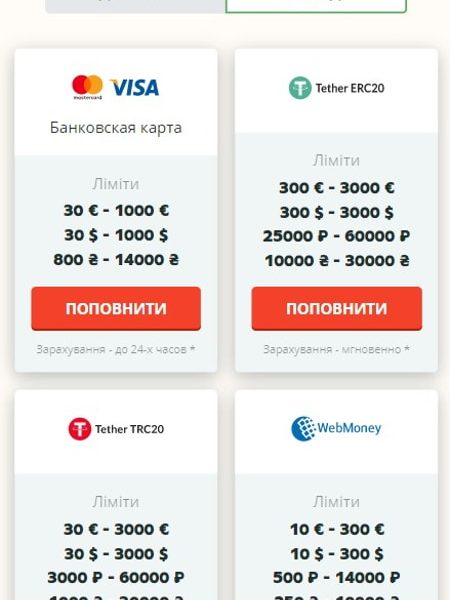 mastercard VISA
Банковская карта
Ліміти
30 € - 1000 €
30 $ - 1000 $
800 ₴ - 14000 ₴
ПОПОВНИТИ
Зарахування - до 24-х часов *
Tether ERC20
Ліміти
300 € - 3000 €
300 $ - 3000 $
25000 ₽ - 60000 ₽
10000 ₴ - 30000 ₴
ПОПОВНИТИ
Зарахування - мгновенно *
Tether TRC20
Ліміти
30 € - 3000 €
30 $ - 3000 $
3000 ₽ - 60000 ₽
WebMoney
Ліміти
10 € - 300 €
10 $ - 300 $
500 ₽ - 14000 ₽